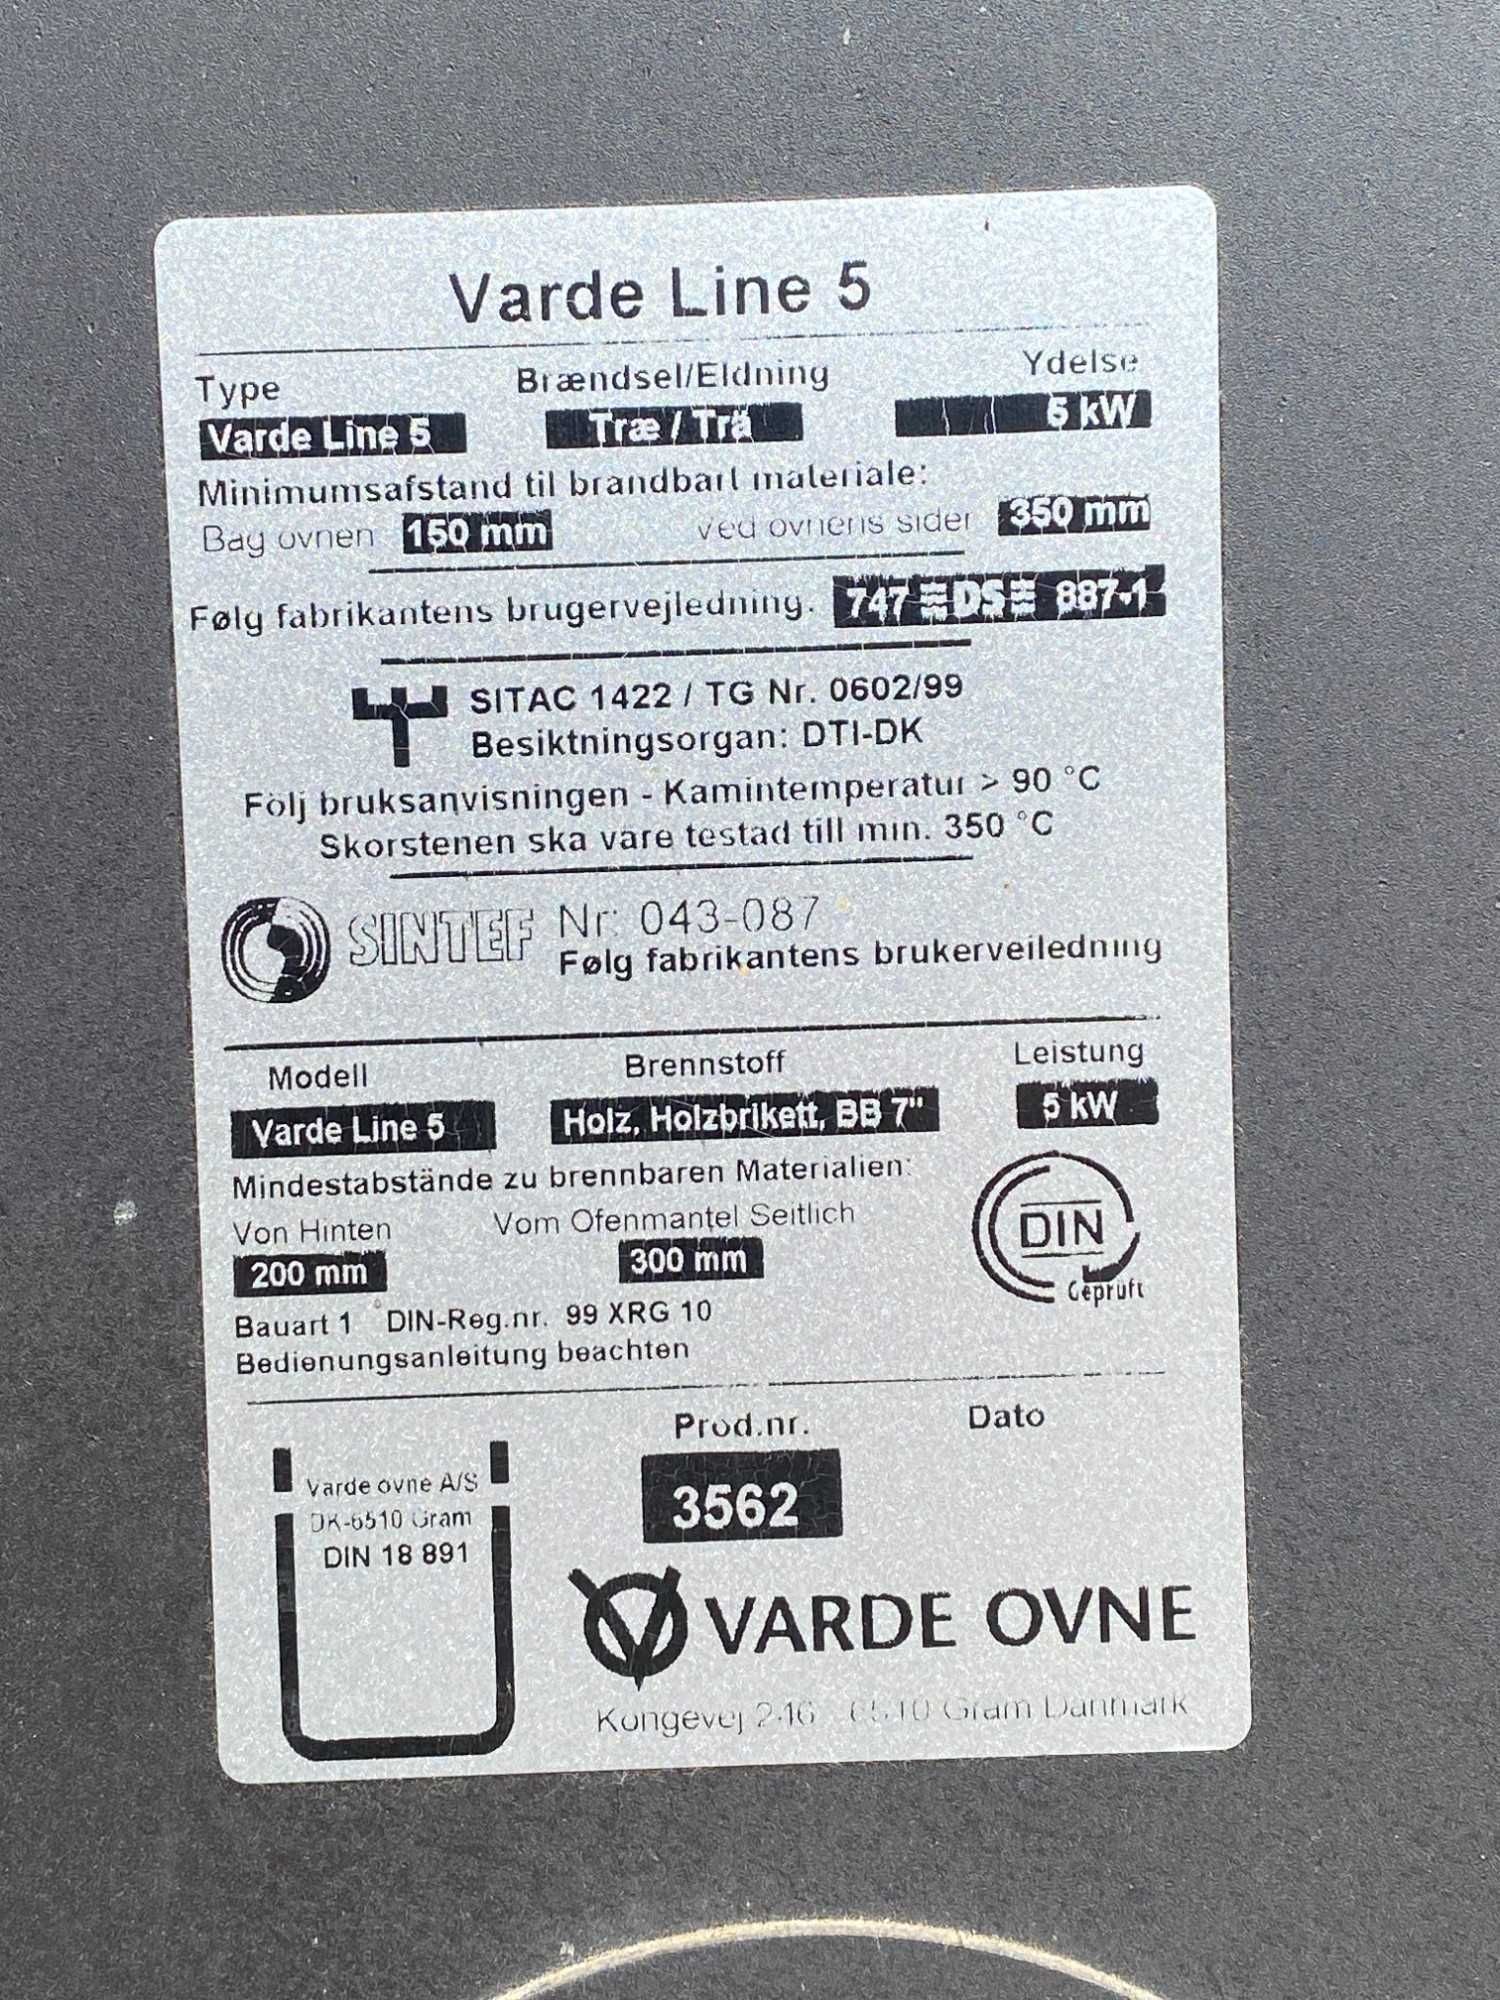 Varde Line 5
Type Brændsel/Eldning Ydelse
Varde Line 5 Træ / Trä 5 kW
Minimumsafstand til brandbart materiale:
Bag ovnen 150 mm ved ovnens sider 350 mm
Følg fabrikantens brugervejledning. 747 DS 887-1
SITAC 1422 / TG Nr. 0602/99
Besiktningsorgan: DTI-DK
Följ bruksanvisningen - Kamintemperatur > 90 °C
Skorstenen ska vare testad till min. 350 °C
SINTEF Nr: 043-087
Følg fabrikantens brukerveiledning
Modell Brennstoff Leistung
Varde Line 5 Holz, Holzbrikett, BB 7" 5 kW
Mindestabstände zu brennbaren Materialien:
Von Hinten Vom Ofenmantel Seitlich
200 mm 300 mm
DIN
Geprüft
Bauart 1 DIN-Reg.nr. 99 XRG 10
Bedienungsanleitung beachten
Prod.nr. Dato
Varde ovne A/S
DK-6510 Gram
DIN 18 891
3562
VARDE OVNE
Kongevej 246 6510 Gram Danmark